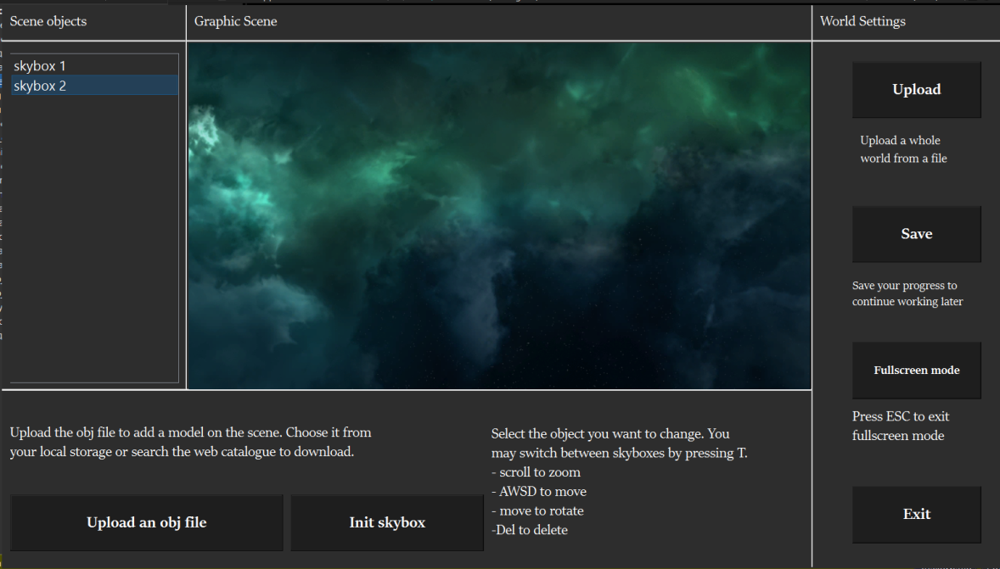 Scene objects
Graphic Scene
World Settings
skybox 1
skybox 2
Upload
Upload a whole
world from a file
Save
Save your progress to
continue working later
Fullscreen mode
Press ESC to exit
fullscreen mode
Exit
Upload the obj file to add a model on the scene. Choose it from
your local storage or search the web catalogue to download.
Upload an obj file
Init skybox
Select the object you want to change. You
may switch between skyboxes by pressing T.
- scroll to zoom
- AWSD to move
- move to rotate
-Del to delete